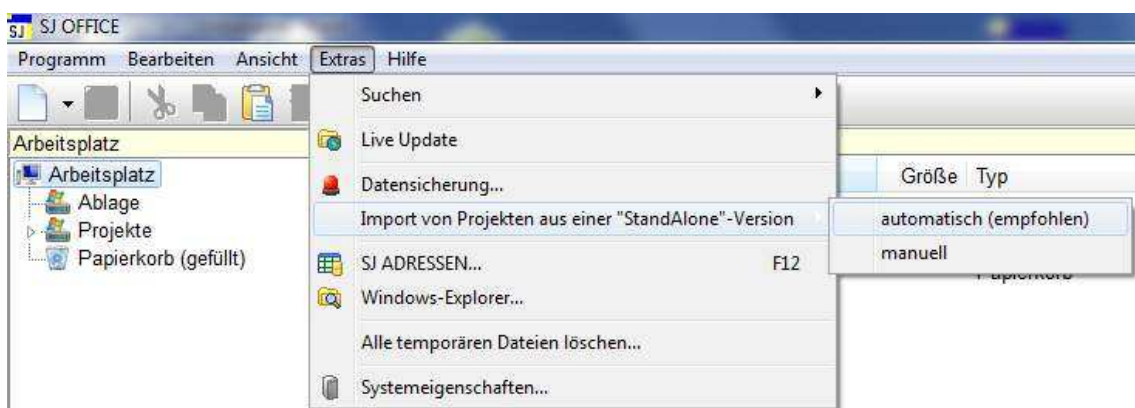 SJ SJ OFFICE
Programm Bearbeiten Ansicht Extras Hilfe
Suchen
Arbeitsplatz
Live Update
Arbeitsplatz
Größe Typ
Datensicherung...
Ablage
Import von Projekten aus einer "StandAlone"-Version
automatisch (empfohlen)
Projekte
manuell
Papierkorb (gefüllt)
SJ ADRESSEN... F12
Papierkorb
Windows-Explorer...
Alle temporären Dateien löschen...
Systemeigenschaften...